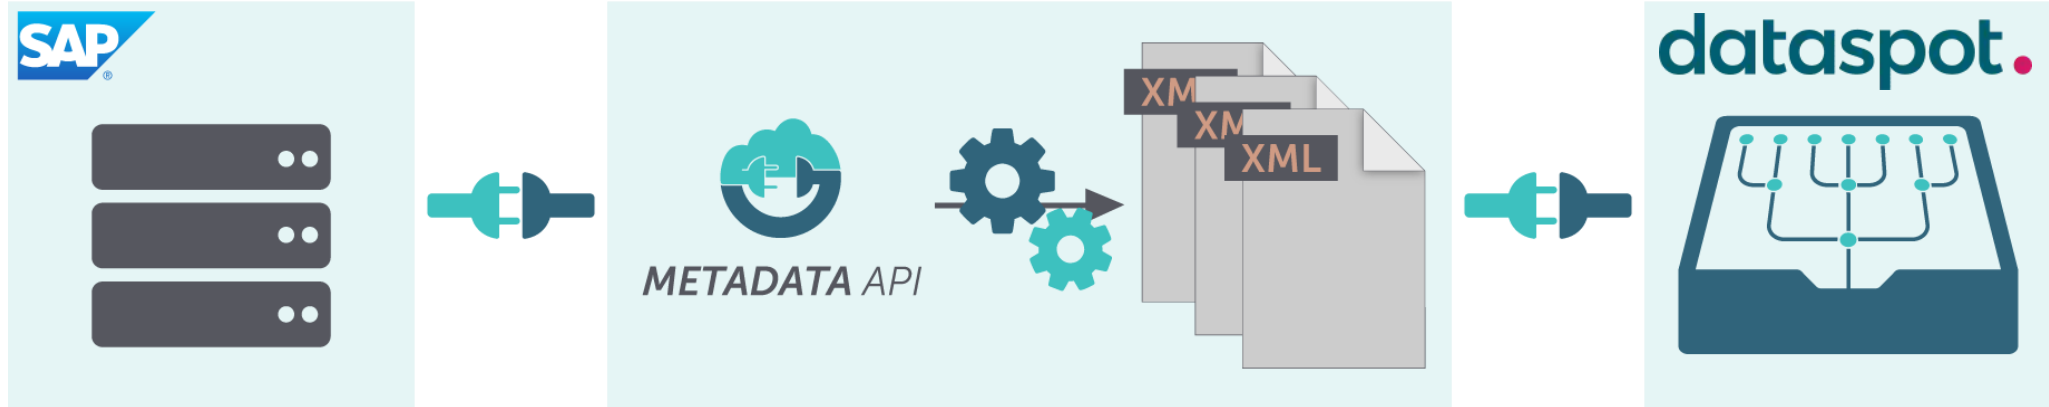 SAP
®
METADATA API
XM
XM
XML
dataspot.